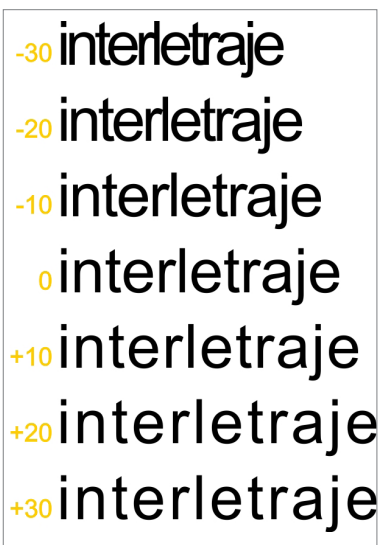 -30 interletraje
-20 interletraje
-10 interletraje
0 interletraje
+10 interletraje
+20 interletraje
+30 interletraje